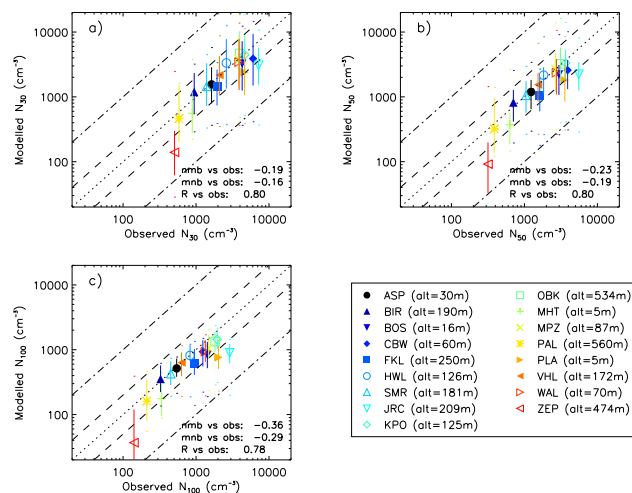 a)
10000
1000
100
Modelled N30 (cm−3)
nmb vs obs: −0.19
mnb vs obs: −0.16
R vs obs: 0.80
100 1000 10000
Observed N30 (cm−3)
b)
10000
1000
100
Modelled N50 (cm−3)
nmb vs obs: −0.23
mnb vs obs: −0.19
R vs obs: 0.80
100 1000 10000
Observed N50 (cm−3)
c)
10000
1000
100
Modelled N100 (cm−3)
nmb vs obs: −0.36
mnb vs obs: −0.29
R vs obs: 0.78
100 1000 10000
Observed N100 (cm−3)
ASP (alt=30m)
BIR (alt=190m)
BOS (alt=16m)
CBW (alt=60m)
FKL (alt=250m)
HWL (alt=126m)
SMR (alt=181m)
JRC (alt=209m)
KPO (alt=125m)
OBK (alt=534m)
MHT (alt=5m)
MPZ (alt=87m)
PAL (alt=560m)
PLA (alt=5m)
VHL (alt=172m)
WAL (alt=70m)
ZEP (alt=474m)